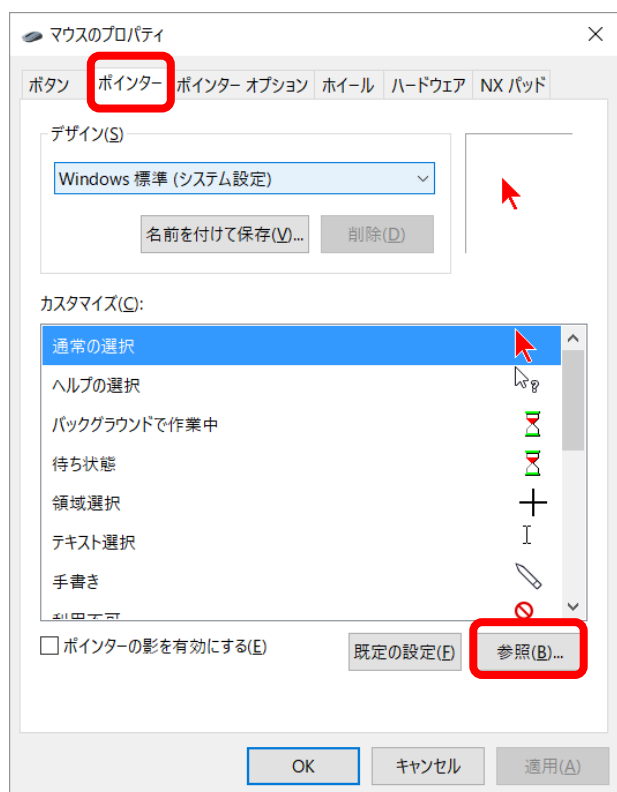 マウスのプロパティ
ボタン ポインター ポインター オプション ホイール ハードウェア NX パッド
デザイン(S)
Windows 標準 (システム設定)
名前を付けて保存(V)... 削除(D)
カスタマイズ(C):
通常の選択
ヘルプの選択
バックグラウンドで作業中
待ち状態
領域選択
テキスト選択
手書き
利用不可
ポインターの影を有効にする(E)
既定の設定(F) 参照(B)...
OK キャンセル 適用(A)